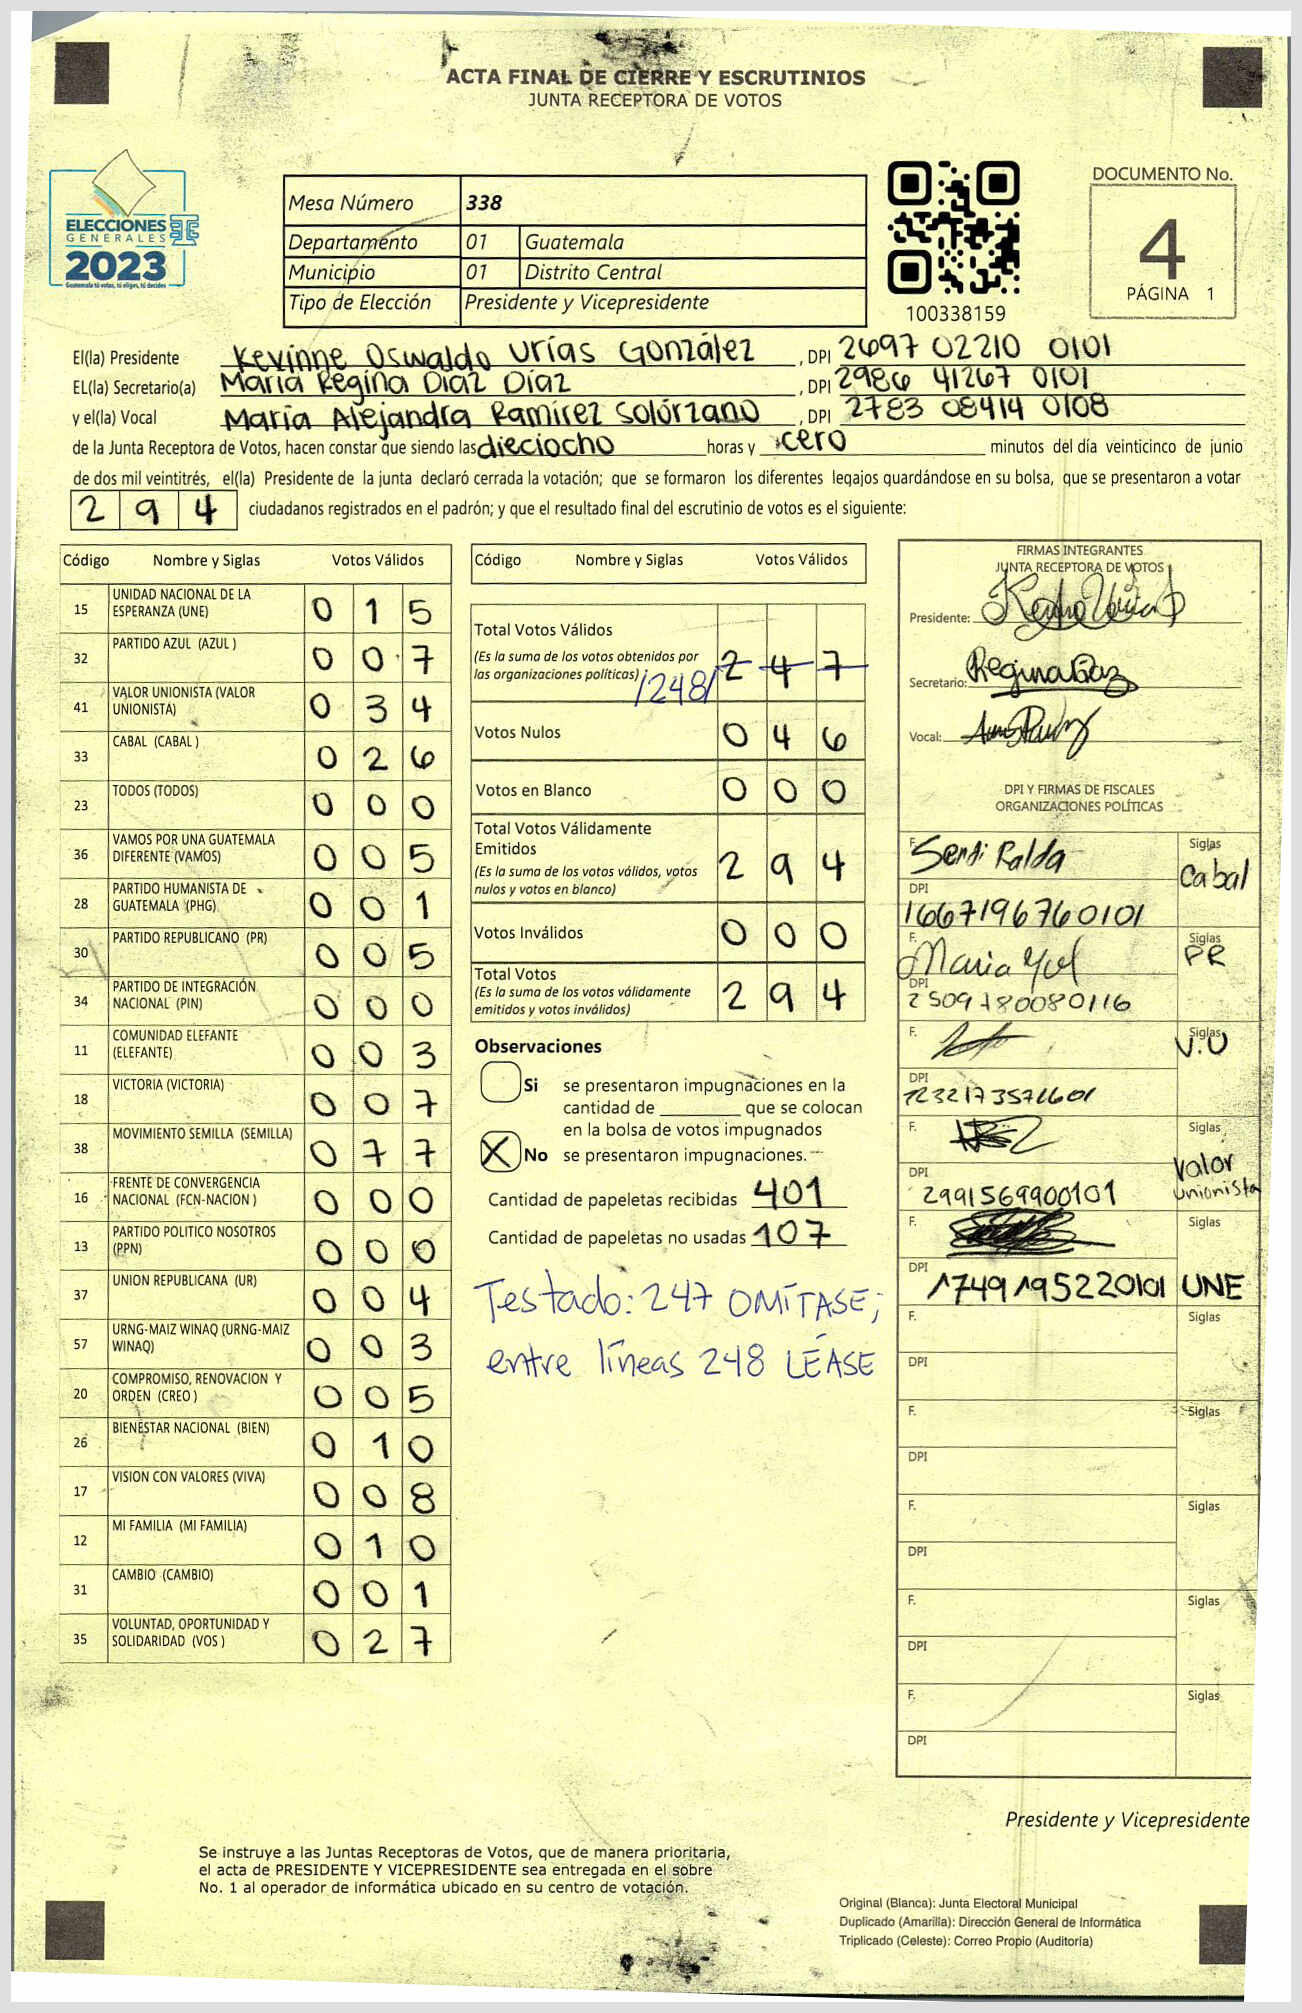 ACTA FINAL DE CIERRE Y ESCRUTINIOS
JUNTA RECEPTORA DE VOTOS
ELECCIONES
GENERALES
2023
Guatemala tú votas, tú eliges, tú decides
Mesa Número 338
Departamento 01 Guatemala
Municipio 01 Distrito Central
Tipo de Elección Presidente y Vicepresidente
100338159
DOCUMENTO No.
4
PÁGINA 1
El(la) Presidente Kevinne Oswaldo Urías González, DPI 2697 02210 0101
EL(la) Secretario(a) María Regina Díaz Díaz, DPI 2986 41267 0101
y el(la) Vocal María Alejandra Ramírez Solórzano, DPI 2783 08414 0108
de la Junta Receptora de Votos, hacen constar que siendo las dieciocho horas y cero minutos del día veinticinco de junio
de dos mil veintitrés, el(la) Presidente de la junta declaró cerrada la votación; que se formaron los diferentes legajos guardándose en su bolsa, que se presentaron a votar
2 9 4 ciudadanos registrados en el padrón; y que el resultado final del escrutinio de votos es el siguiente:
Código Nombre y Siglas Votos Válidos
15 UNIDAD NACIONAL DE LA ESPERANZA (UNE) 0 1 5
32 PARTIDO AZUL (AZUL ) 0 0 7
41 VALOR UNIONISTA (VALOR UNIONISTA) 0 3 4
33 CABAL (CABAL ) 0 2 6
23 TODOS (TODOS) 0 0 0
36 VAMOS POR UNA GUATEMALA DIFERENTE (VAMOS) 0 0 5
28 PARTIDO HUMANISTA DE GUATEMALA (PHG) 0 0 1
30 PARTIDO REPUBLICANO (PR) 0 0 5
34 PARTIDO DE INTEGRACIÓN NACIONAL (PIN) 0 0 0
11 COMUNIDAD ELEFANTE (ELEFANTE) 0 0 3
18 VICTORIA (VICTORIA) 0 0 7
38 MOVIMIENTO SEMILLA (SEMILLA) 0 7 7
16 FRENTE DE CONVERGENCIA NACIONAL (FCN-NACION ) 0 0 0
13 PARTIDO POLITICO NOSOTROS (PPN) 0 0 0
37 UNION REPUBLICANA (UR) 0 0 4
57 URNG-MAIZ WINAQ (URNG-MAIZ WINAQ) 0 0 3
20 COMPROMISO, RENOVACION Y ORDEN (CREO ) 0 0 5
26 BIENESTAR NACIONAL (BIEN) 0 1 0
17 VISION CON VALORES (VIVA) 0 0 8
12 MI FAMILIA (MI FAMILIA) 0 1 0
31 CAMBIO (CAMBIO) 0 0 1
35 VOLUNTAD, OPORTUNIDAD Y SOLIDARIDAD (VOS ) 0 2 7
Código Nombre y Siglas Votos Válidos
Total Votos Válidos
(Es la suma de los votos obtenidos por
las organizaciones políticas) /248/ 2 4 7
Votos Nulos 0 4 6
Votos en Blanco 0 0 0
Total Votos Válidamente
Emitidos
(Es la suma de los votos válidos, votos
nulos y votos en blanco) 2 9 4
Votos Inválidos 0 0 0
Total Votos
(Es la suma de los votos válidamente
emitidos y votos inválidos) 2 9 4
Observaciones
Si se presentaron impugnaciones en la
cantidad de ________ que se colocan
en la bolsa de votos impugnados
X No se presentaron impugnaciones.
Cantidad de papeletas recibidas 401
Cantidad de papeletas no usadas 107
Testado: 247 OMÍTASE;
entre líneas 248 LÉASE
FIRMAS INTEGRANTES
JUNTA RECEPTORA DE VOTOS
Presidente:
Secretario: Regina Díaz
Vocal:
DPI Y FIRMAS DE FISCALES
ORGANIZACIONES POLÍTICAS
F. Ralda Siglas
Cabal
DPI
1667196760101
F. Maria Siglas
PR
DPI
2509180080116
F. Siglas
V.U
DPI
F. Siglas
Valor
Unionista
DPI
2991569900101
F. Siglas
DPI
1749195220101 UNE
F. Siglas
DPI
F. Siglas
DPI
F. Siglas
DPI
F. Siglas
DPI
F. Siglas
DPI
Presidente y Vicepresidente
Se instruye a las Juntas Receptoras de Votos, que de manera prioritaria,
el acta de PRESIDENTE Y VICEPRESIDENTE sea entregada en el sobre
No. 1 al operador de informática ubicado en su centro de votación.
Original (Blanca): Junta Electoral Municipal
Duplicado (Amarilla): Dirección General de Informática
Triplicado (Celeste): Correo Propio (Auditoría)